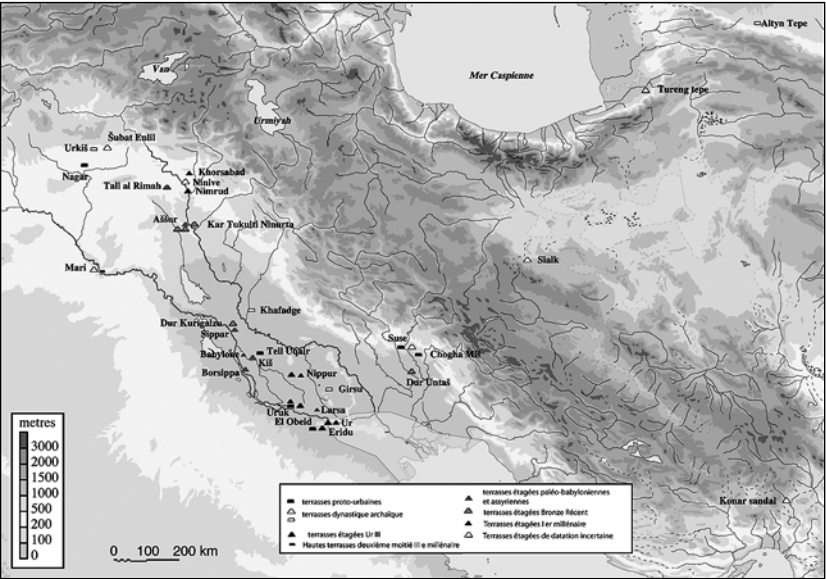 Altyn Tepe
Mer Caspienne
Van
Tureng tepe
Urmiyah
Šubat Enlil
Urkiš
Nagar
Khorsabad
Ninive
Tall al Rimah
Nimrud
Aššur
Kar Tukulti Ninurta
Sialk
Mari
Khafadge
Dur Kurigalzu
Sippar
Suse
Babylone
Tell Uqair
Chogha Miš
Kiš
Borsippa
Nippur
Dur Untaš
Girsu
Uruk
Larsa
El Obeid
Ur
Eridu
Konar sandal
metres
3000
2000
1500
1000
500
200
100
0
0 100 200 km
terrasses proto-urbaines
terrasses dynastique archaïque
terrasses étagées Ur III
Hautes terrasses deuxième moitié III e millénaire
terrasses étagées paléo-babyloniennes
et assyriennes
terrasses étagées Bronze Récent
Terrasses étagées I er millénaire
Terrasses étagées de datation incertaine